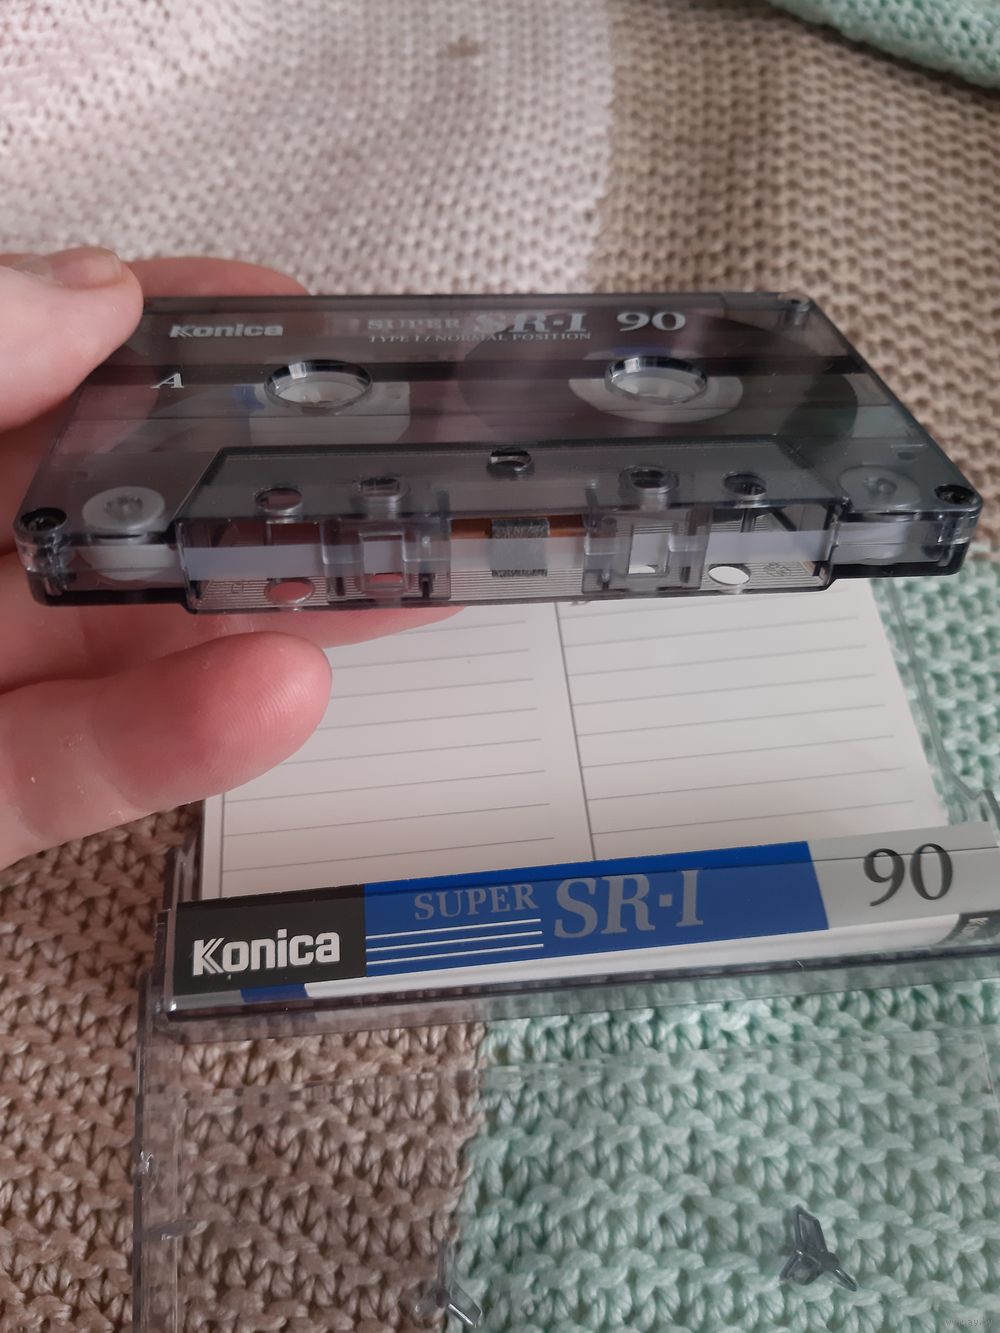 Konica
SUPER SR-I 90
TYPE I / NORMAL POSITION
A
Konica
SUPER SR-I
90